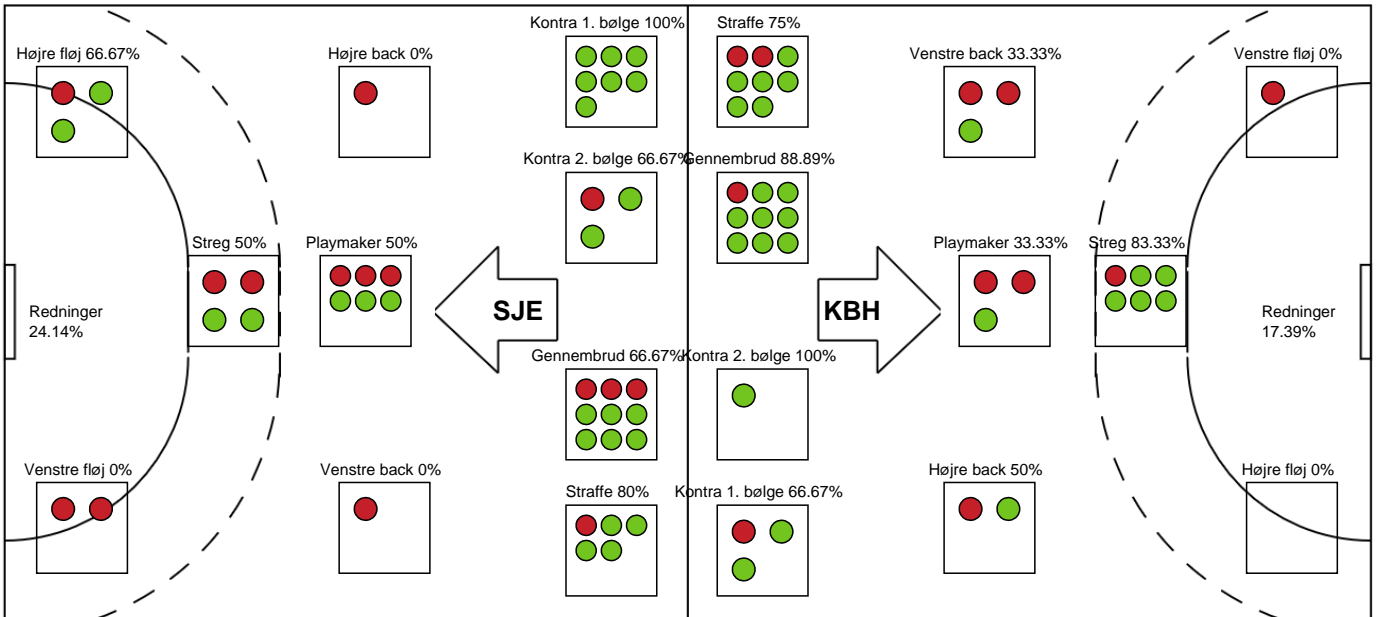 Kontra 1. bølge 100%
Straffe 75%
Højre fløj 66.67%
Højre back 0%
Venstre back 33.33%
Venstre fløj 0%
Kontra 2. bølge 66.67%
Gennembrud 88.89%
Streg 50%
Playmaker 50%
Playmaker 33.33%
Streg 83.33%
Redninger
24.14%
SJE
KBH
Redninger
17.39%
Gennembrud 66.67%
Kontra 2. bølge 100%
Venstre fløj 0%
Venstre back 0%
Straffe 80%
Kontra 1. bølge 66.67%
Højre back 50%
Højre fløj 0%